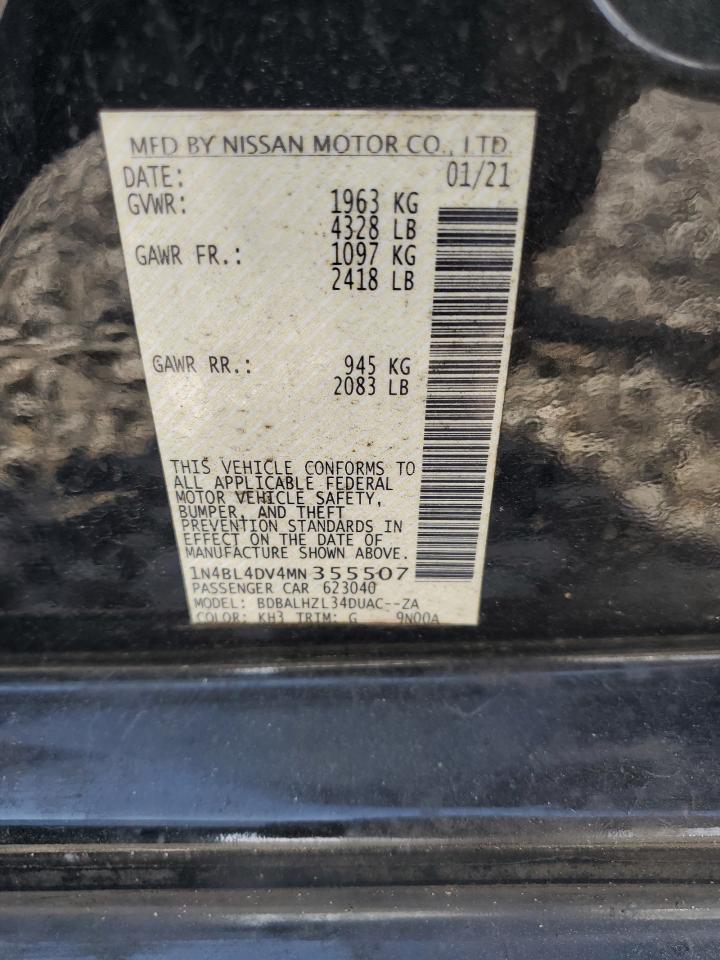 MFD BY NISSAN MOTOR CO., LTD.
DATE: 01/21
GVWR: 1963 KG
4328 LB
GAWR FR.: 1097 KG
2418 LB
GAWR RR.: 945 KG
2083 LB
THIS VEHICLE CONFORMS TO
ALL APPLICABLE FEDERAL
MOTOR VEHICLE SAFETY,
BUMPER, AND THEFT
PREVENTION STANDARDS IN
EFFECT ON THE DATE OF
MANUFACTURE SHOWN ABOVE.
1N4BL4DV4MN355507
PASSENGER CAR 623040
MODEL: BDBALHZL34DUAC--ZA
COLOR: KH3 TRIM: G 9N00A